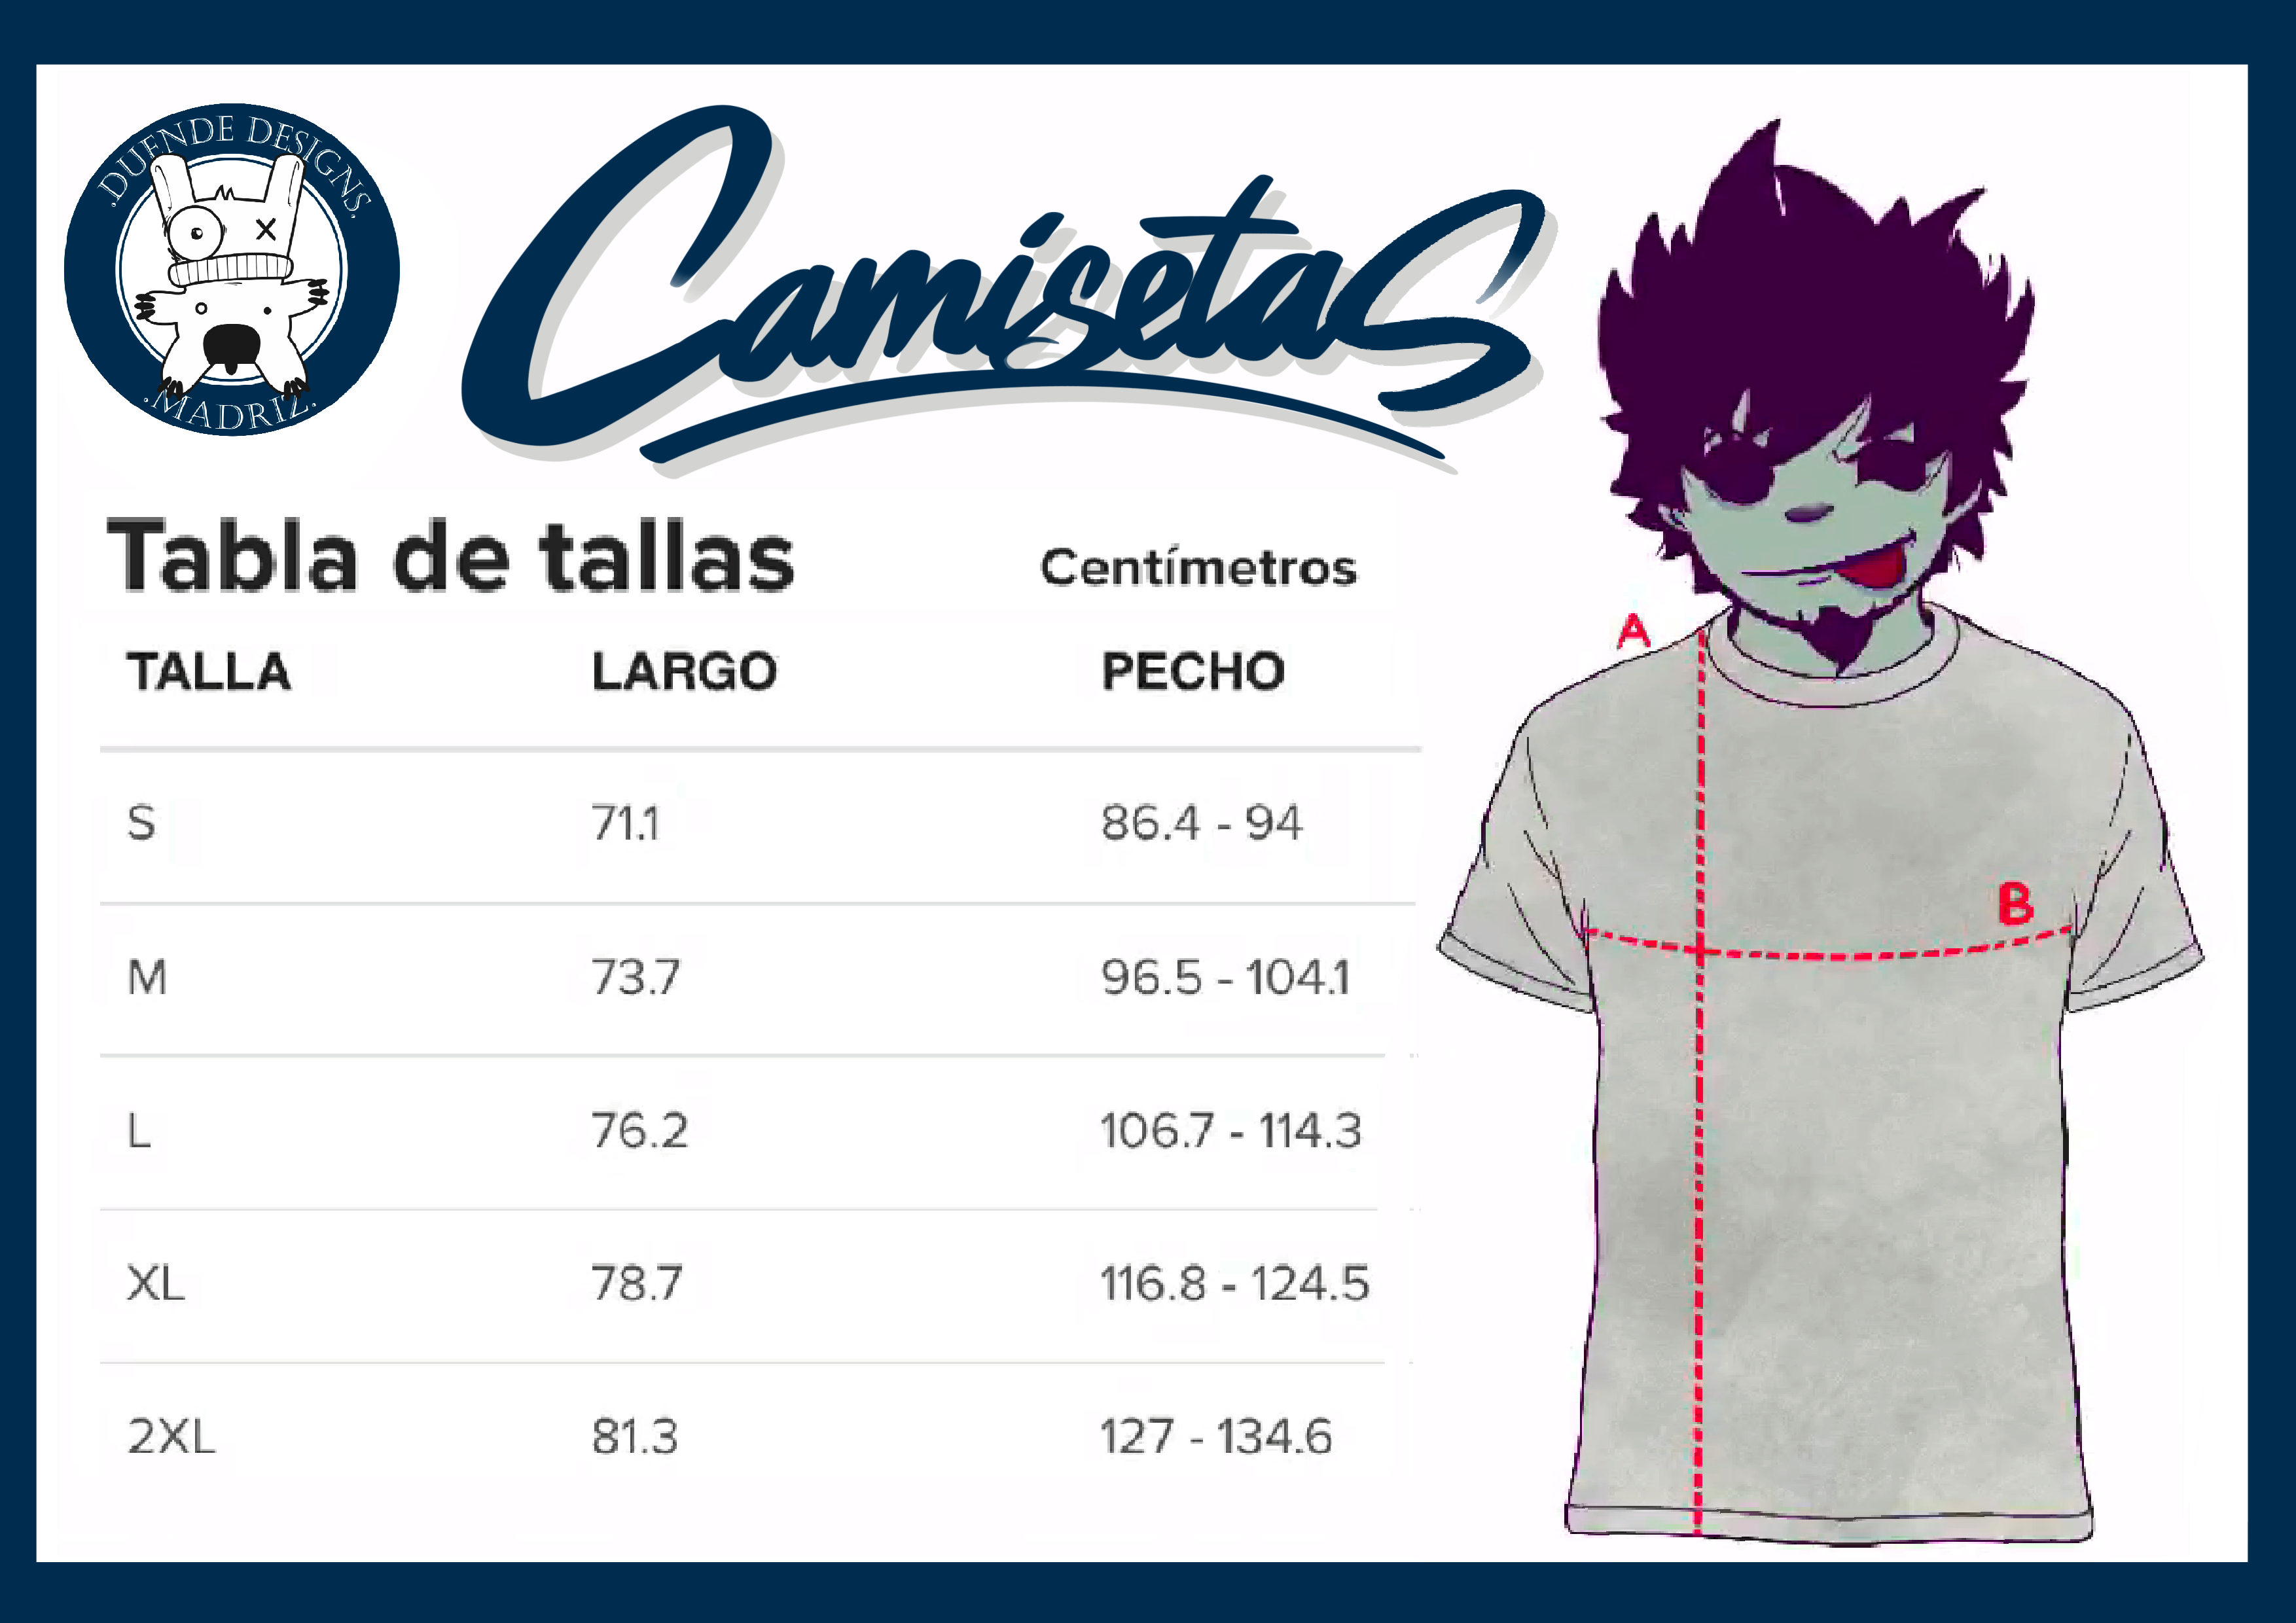 .DUENDE DESIGNS.
.MADRIZ.
Camisetas
Tabla de tallas Centímetros
TALLA LARGO PECHO
S 71.1 86.4 - 94
M 73.7 96.5 - 104.1
L 76.2 106.7 - 114.3
XL 78.7 116.8 - 124.5
2XL 81.3 127 - 134.6
A
B